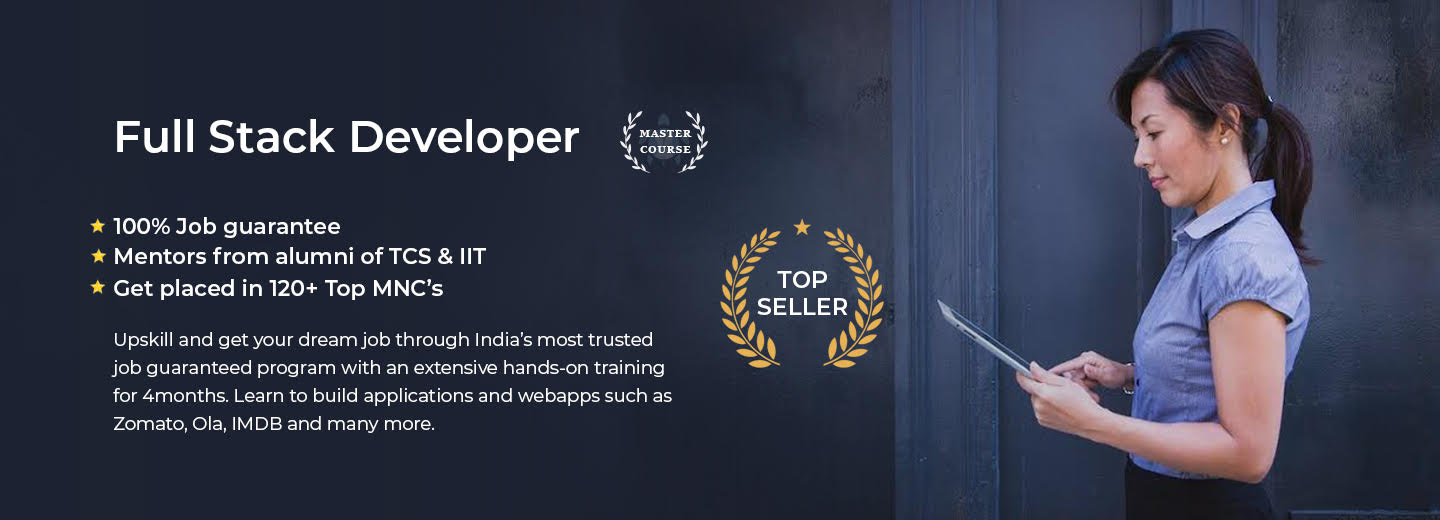 Full Stack Developer
MASTER
COURSE
100% Job guarantee
Mentors from alumni of TCS & IIT
Get placed in 120+ Top MNC’s
Upskill and get your dream job through India’s most trusted
job guaranteed program with an extensive hands-on training
for 4months. Learn to build applications and webapps such as
Zomato, Ola, IMDB and many more.
TOP
SELLER